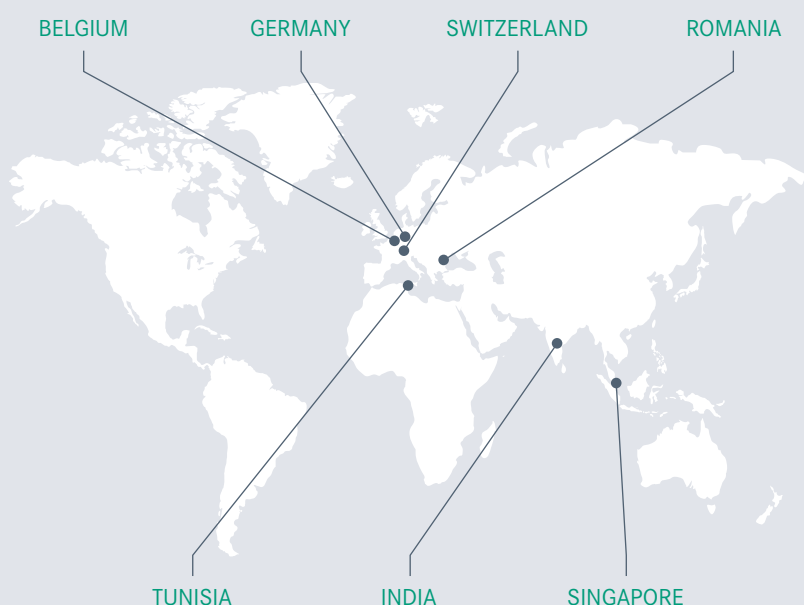 BELGIUM
GERMANY
SWITZERLAND
ROMANIA
TUNISIA
INDIA
SINGAPORE